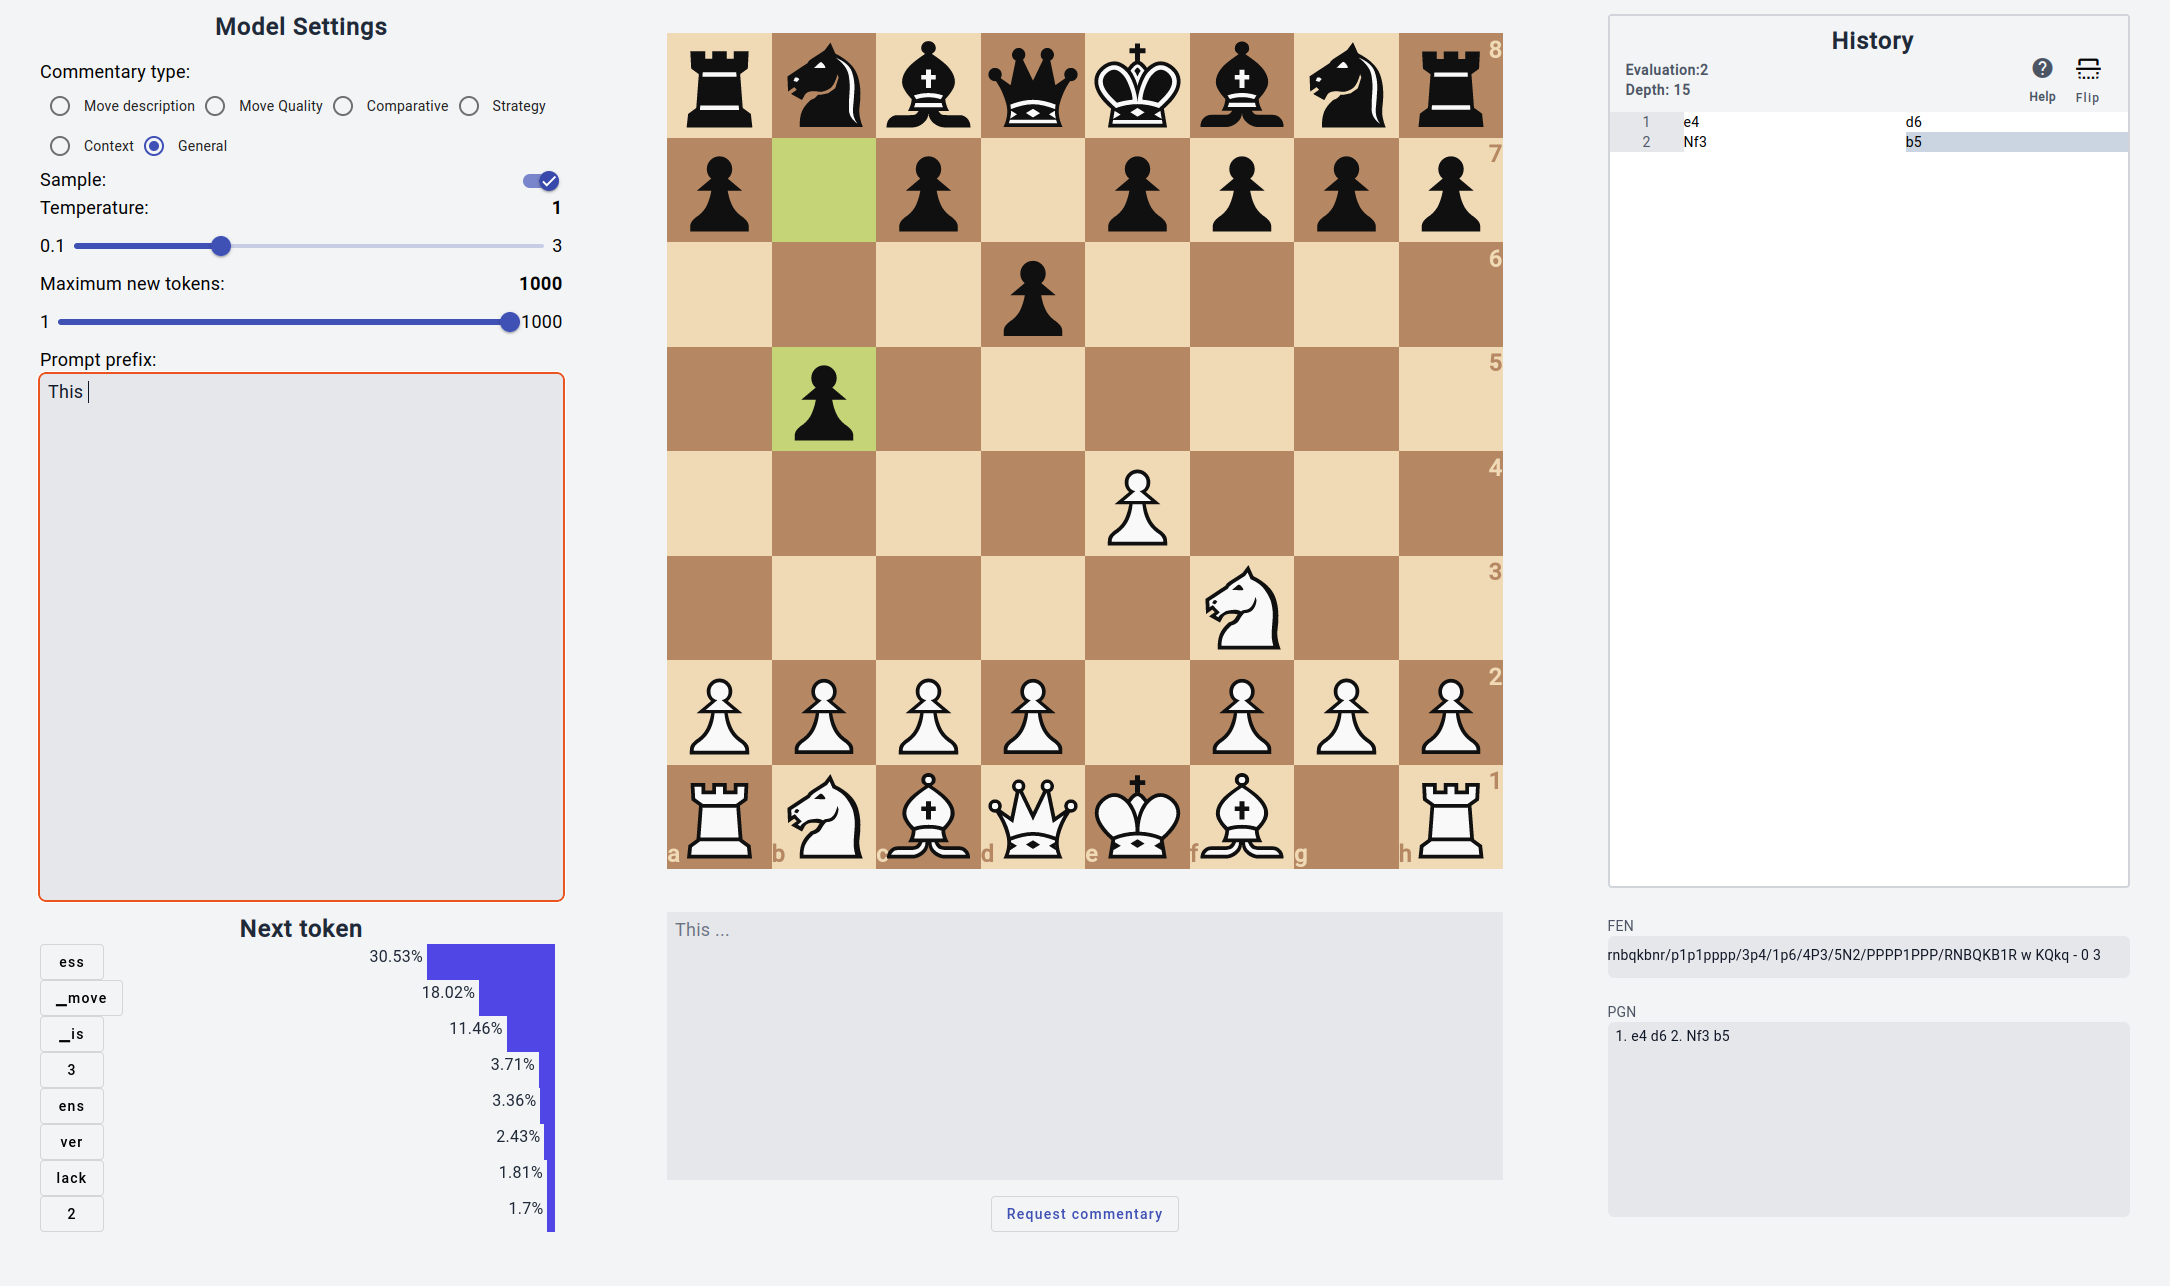 Model Settings
Commentary type:
Move description Move Quality Comparative Strategy
Context General
Sample:
Temperature: 1
0.1 3
Maximum new tokens: 1000
1 1000
Prompt prefix:
This
Next token
ess 30.53%
_move 18.02%
_is 11.46%
3 3.71%
ens 3.36%
ver 2.43%
lack 1.81%
2 1.7%
8
7
6
5
4
3
2
1
a b c d e f g h
This ...
Request commentary
History
Evaluation:2
Depth: 15
Help Flip
1 e4 d6
2 Nf3 b5
FEN
rnbqkbnr/p1p1pppp/3p4/1p6/4P3/5N2/PPPP1PPP/RNBQKB1R w KQkq - 0 3
PGN
1. e4 d6 2. Nf3 b5